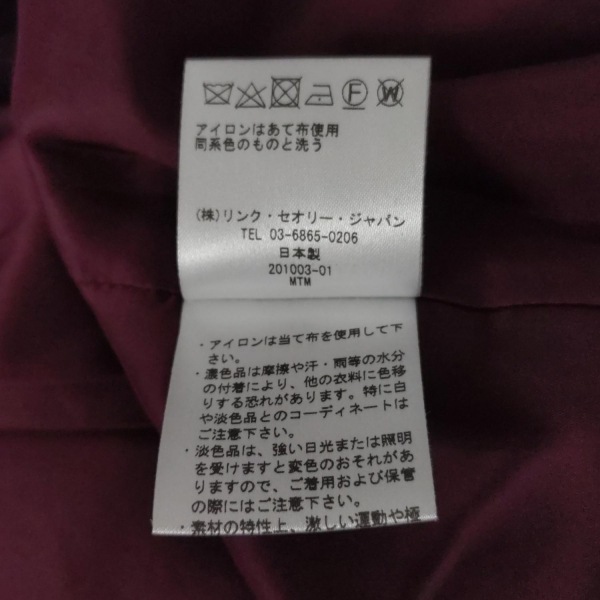 F W
アイロンはあて布使用
同系色のものと洗う
(株)リンク・セオリー・ジャパン
TEL 03-6865-0206
日本製
201003-01
MTM
・アイロンは当て布を使用して下
さい。
・濃色品は摩擦や汗・雨等の水分
の付着により、他の衣料に色移
りする恐れがあります。特に白
や淡色品とのコーディネートは
ご注意下さい。
・淡色品は、強い日光または照明
を受けますと変色のおそれがあ
りますので、ご着用および保管
の際にはご注意下さい。
・素材の特性上、激しい運動や極